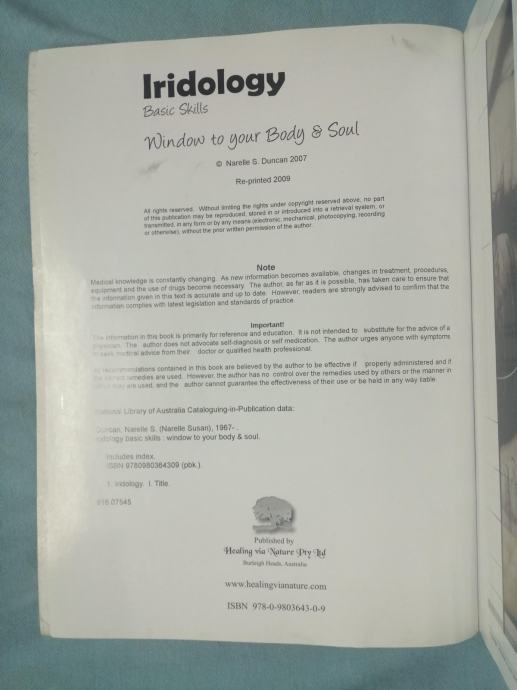 Iridology
Basic Skills
Window to your Body & Soul
© Narelle S. Duncan 2007
Re-printed 2009
All rights reserved. Without limiting the rights under copyright reserved above, no part
of this publication may be reproduced, stored in or introduced into a retrieval system, or
transmitted, in any form or by any means (electronic, mechanical, photocopying, recording
or otherwise), without the prior written permission of the author.
Note
Medical knowledge is constantly changing. As new information becomes available, changes in treatment, procedures,
equipment and the use of drugs become necessary. The author, as far as it is possible, has taken care to ensure that
the information given in this text is accurate and up to date. However, readers are strongly advised to confirm that the
information complies with latest legislation and standards of practice.
Important!
The information in this book is primarily for reference and education. It is not intended to substitute for the advice of a
physician. The author does not advocate self-diagnosis or self medication. The author urges anyone with symptoms
to seek medical advice from their doctor or qualified health professional.
All recommendations contained in this book are believed by the author to be effective if properly administered and if
the correct remedies are used. However, the author has no control over the remedies used by others or the manner in
which they are used, and the author cannot guarantee the effectiveness of their use or be held in any way liable.
National Library of Australia Cataloguing-in-Publication data:
Duncan, Narelle S. (Narelle Susan), 1967- .
Iridology basic skills : window to your body & soul.
Includes index.
ISBN 9780980364309 (pbk.).
1. Iridology. I. Title.
616.07545
Published by
Healing via Nature Pty Ltd
Burleigh Heads, Australia
www.healingvianature.com
ISBN 978-0-9803643-0-9